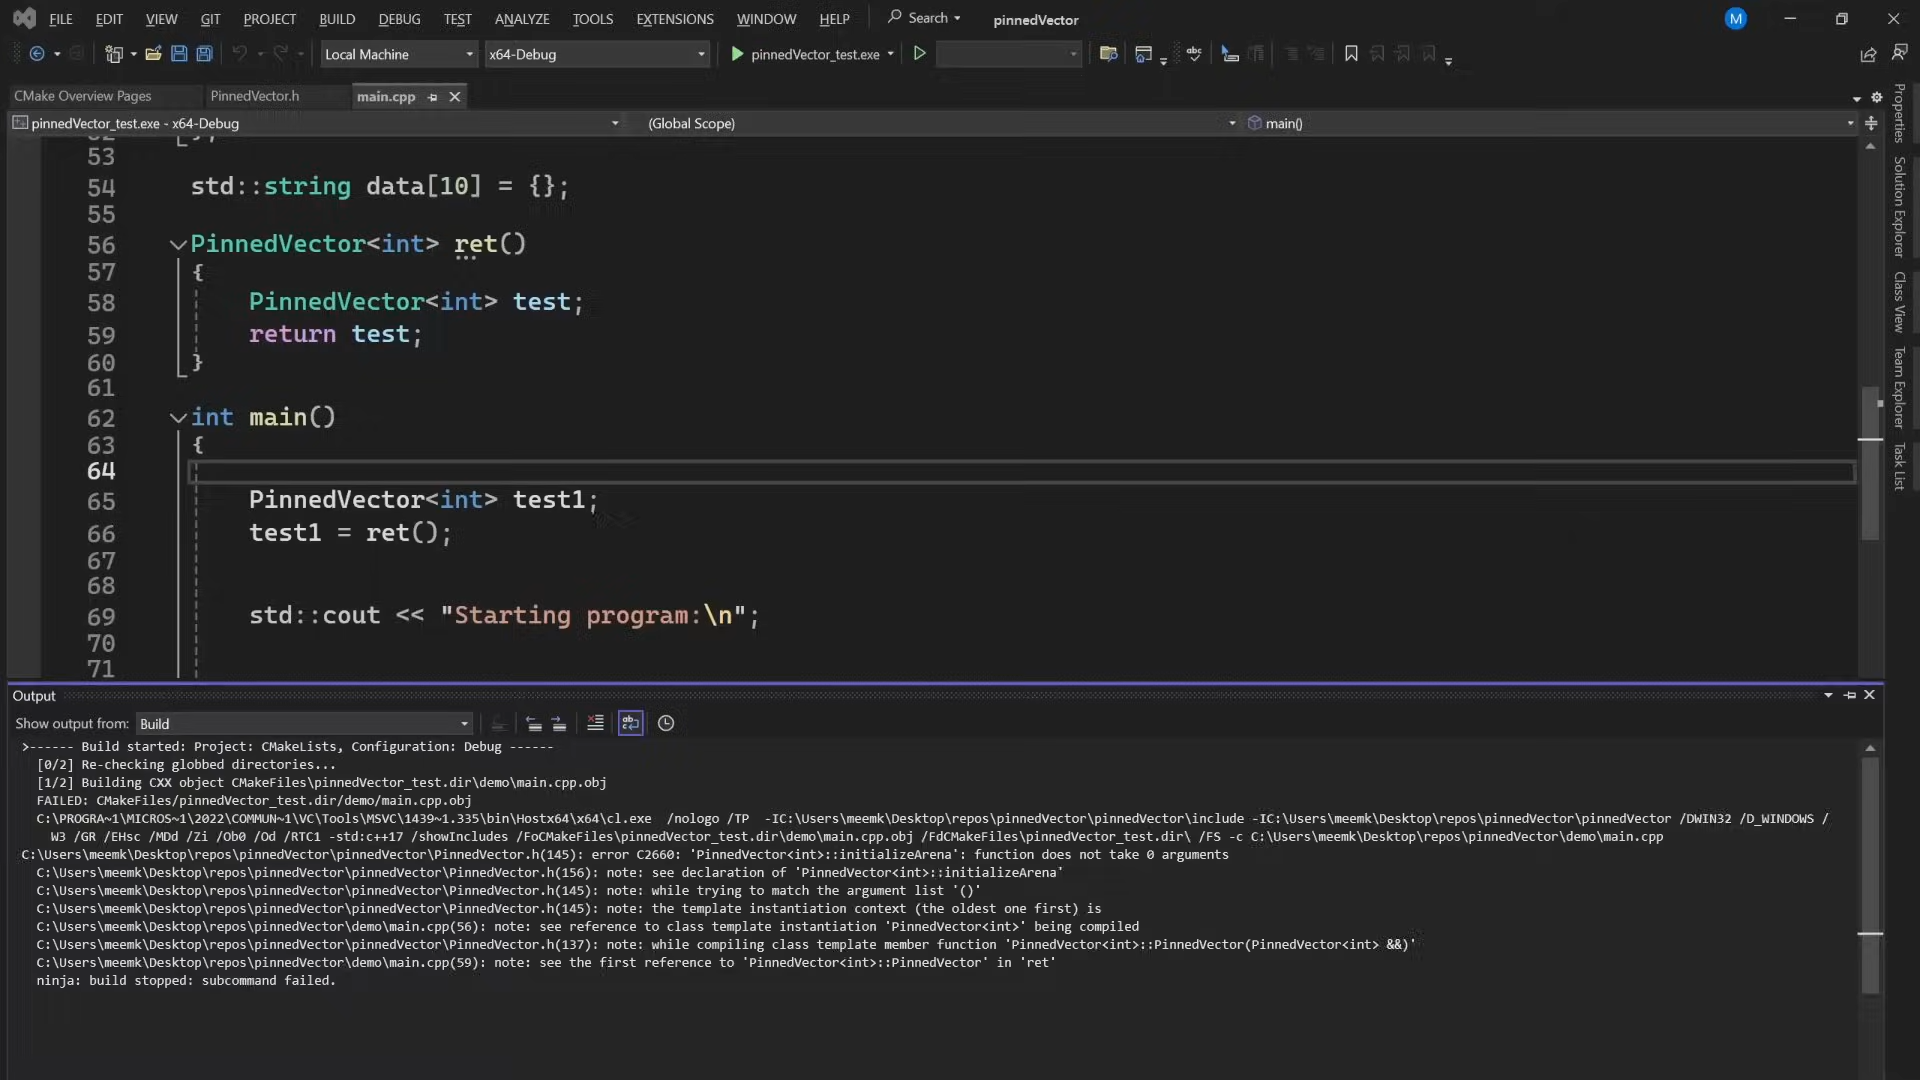 FILE EDIT VIEW GIT PROJECT BUILD DEBUG TEST ANALYZE TOOLS EXTENSIONS WINDOW HELP Search pinnedVector M
Local Machine x64-Debug pinnedVector_test.exe
CMake Overview Pages PinnedVector.h main.cpp
pinnedVector_test.exe - x64-Debug (Global Scope) main()
53
54 std::string data[10] = {};
55
56 PinnedVector<int> ret()
57 {
58 PinnedVector<int> test;
59 return test;
60 }
61
62 int main()
63 {
64
65 PinnedVector<int> test1;
66 test1 = ret();
67
68
69 std::cout << "Starting program:\n";
70
71
Properties
Solution Explorer
Class View
Team Explorer
Task List
Output
Show output from: Build
>------ Build started: Project: CMakeLists, Configuration: Debug ------
[0/2] Re-checking globbed directories...
[1/2] Building CXX object CMakeFiles\pinnedVector_test.dir\demo\main.cpp.obj
FAILED: CMakeFiles/pinnedVector_test.dir/demo/main.cpp.obj
C:\PROGRA~1\MICROS~1\2022\COMMUN~1\VC\Tools\MSVC\1439~1.335\bin\Hostx64\x64\cl.exe /nologo /TP -IC:\Users\meemk\Desktop\repos\pinnedVector\pinnedVector\include -IC:\Users\meemk\Desktop\repos\pinnedVector\pinnedVector /DWIN32 /D_WINDOWS /
W3 /GR /EHsc /MDd /Zi /Ob0 /Od /RTC1 -std:c++17 /showIncludes /FoCMakeFiles\pinnedVector_test.dir\demo\main.cpp.obj /FdCMakeFiles\pinnedVector_test.dir\ /FS -c C:\Users\meemk\Desktop\repos\pinnedVector\demo\main.cpp
C:\Users\meemk\Desktop\repos\pinnedVector\pinnedVector\PinnedVector.h(145): error C2660: 'PinnedVector<int>::initializeArena': function does not take 0 arguments
C:\Users\meemk\Desktop\repos\pinnedVector\pinnedVector\PinnedVector.h(156): note: see declaration of 'PinnedVector<int>::initializeArena'
C:\Users\meemk\Desktop\repos\pinnedVector\pinnedVector\PinnedVector.h(145): note: while trying to match the argument list '()'
C:\Users\meemk\Desktop\repos\pinnedVector\pinnedVector\PinnedVector.h(145): note: the template instantiation context (the oldest one first) is
C:\Users\meemk\Desktop\repos\pinnedVector\demo\main.cpp(56): note: see reference to class template instantiation 'PinnedVector<int>' being compiled
C:\Users\meemk\Desktop\repos\pinnedVector\pinnedVector\PinnedVector.h(137): note: while compiling class template member function 'PinnedVector<int>::PinnedVector(PinnedVector<int> &&)'
C:\Users\meemk\Desktop\repos\pinnedVector\demo\main.cpp(59): note: see the first reference to 'PinnedVector<int>::PinnedVector' in 'ret'
ninja: build stopped: subcommand failed.